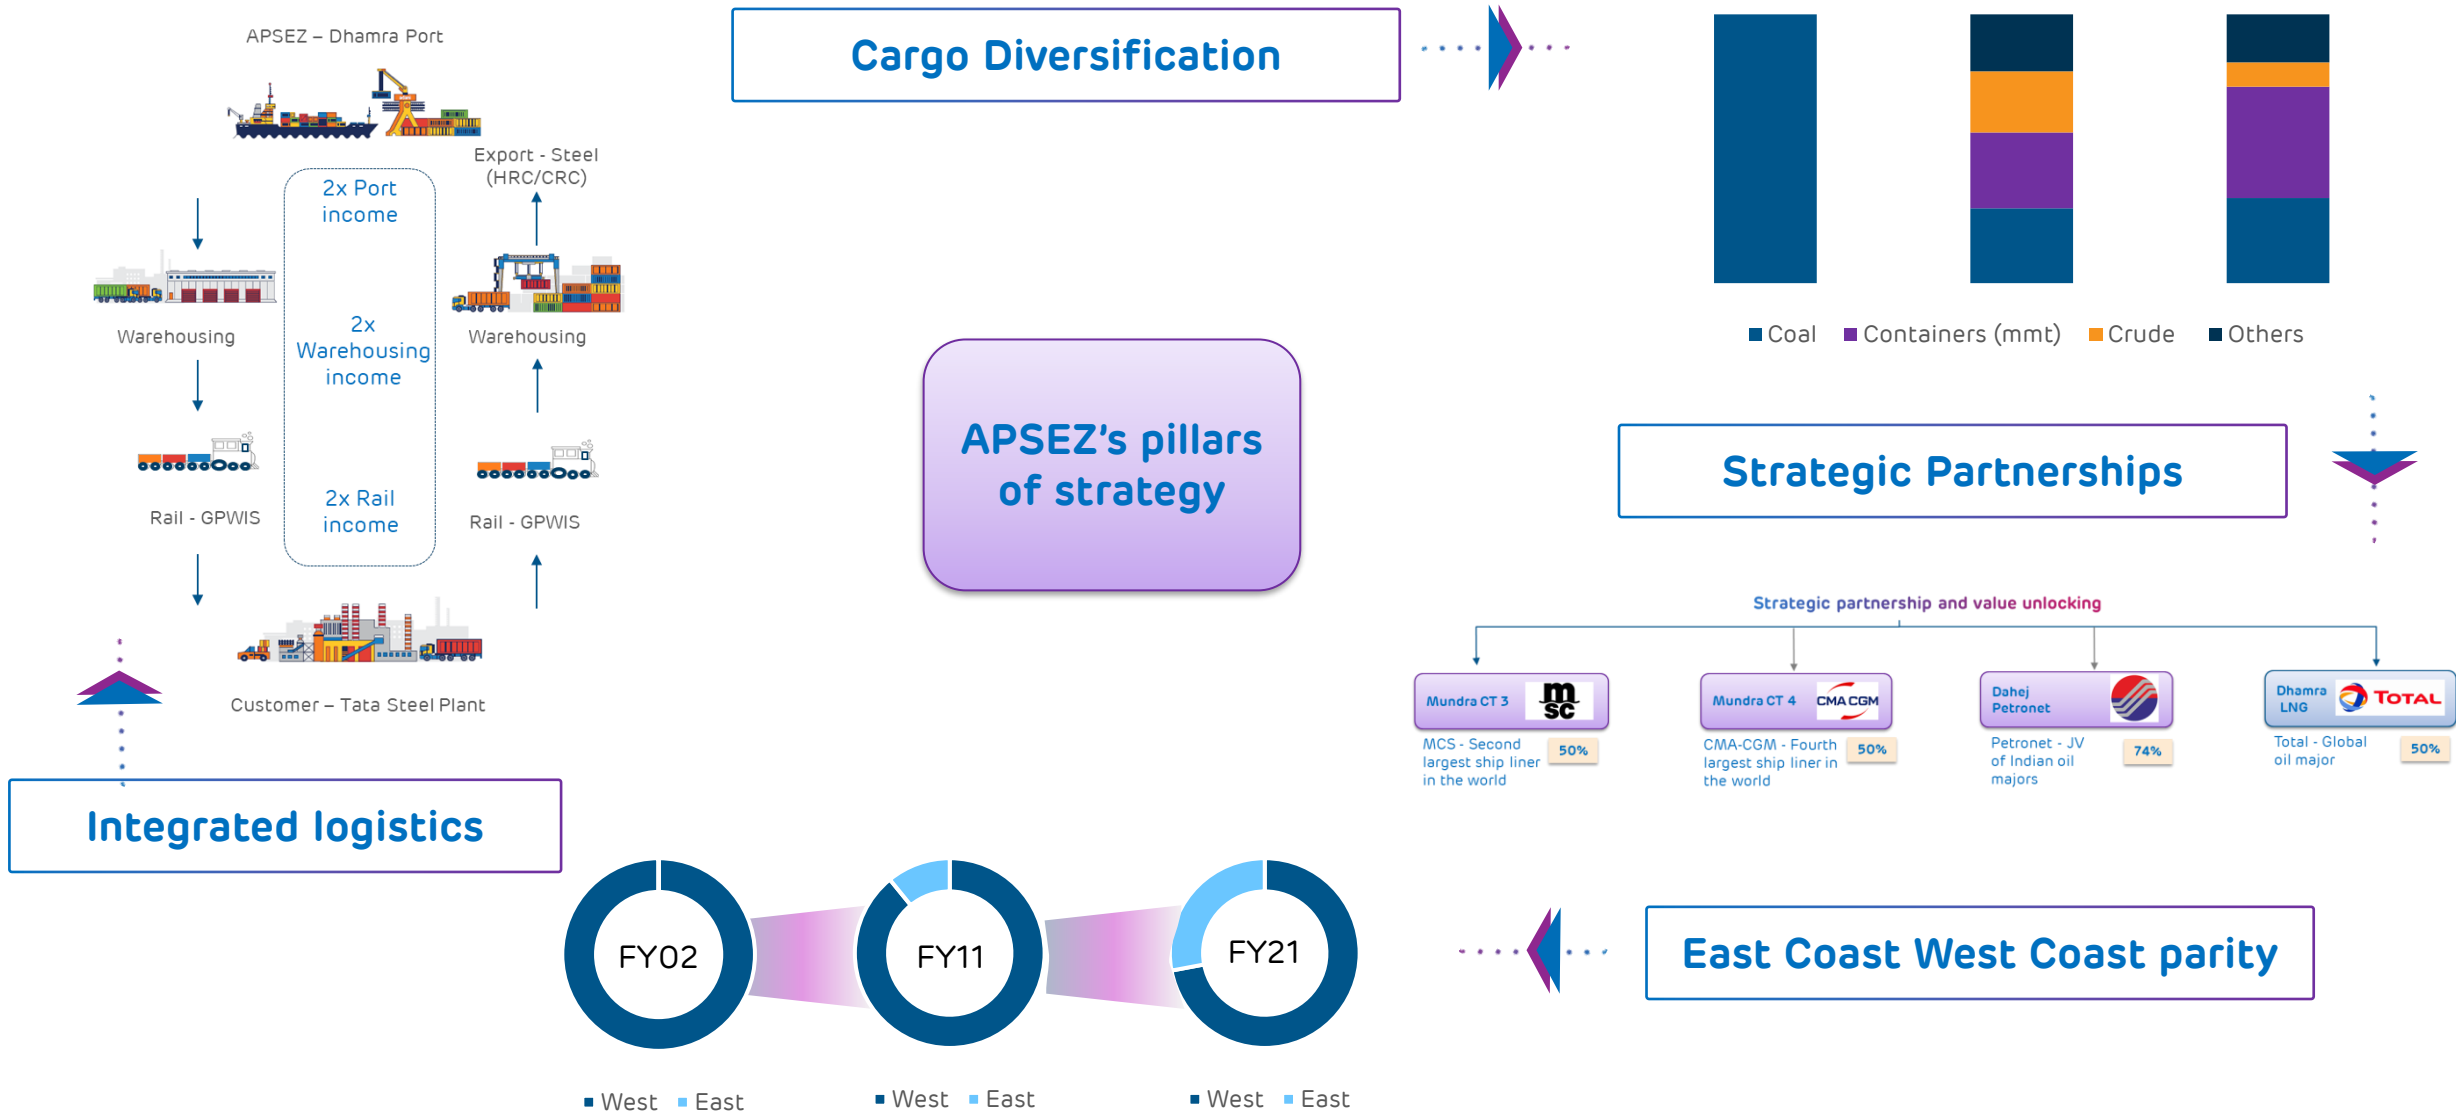 APSEZ – Dhamra Port
Export - Steel
(HRC/CRC)
2x Port
income
2x
Warehousing
income
2x Rail
income
Warehousing
Warehousing
Rail - GPWIS
Rail - GPWIS
Customer – Tata Steel Plant
Integrated logistics
Cargo Diversification
Coal
Containers (mmt)
Crude
Others
APSEZ's pillars
of strategy
Strategic Partnerships
Strategic partnership and value unlocking
Mundra CT 3
msc
MCS - Second
largest ship liner
in the world
50%
Mundra CT 4
CMA CGM
CMA-CGM - Fourth
largest ship liner in
the world
50%
Dahej
Petronet
Petronet - JV
of Indian oil
majors
74%
Dhamra
LNG
TOTAL
Total - Global
oil major
50%
East Coast West Coast parity
FY02
West East
FY11
West East
FY21
West East